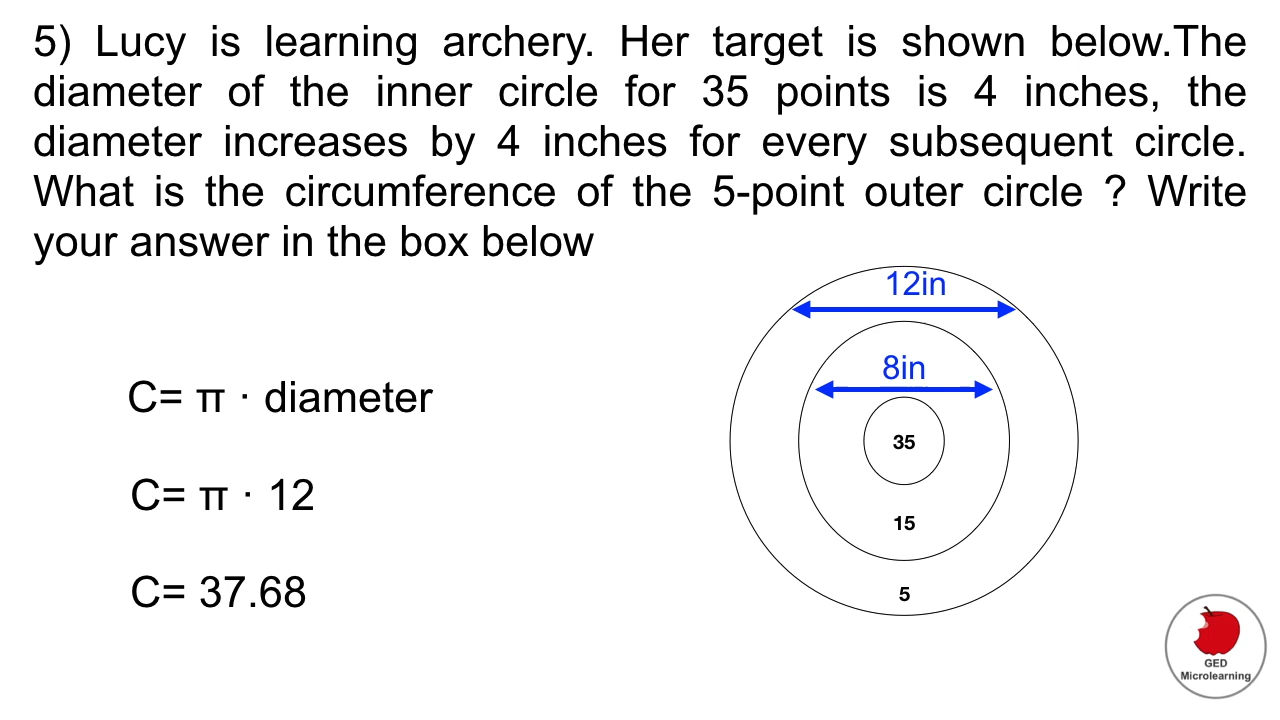 5) Lucy is learning archery. Her target is shown below.The
diameter of the inner circle for 35 points is 4 inches, the
diameter increases by 4 inches for every subsequent circle.
What is the circumference of the 5-point outer circle ? Write
your answer in the box below
12in
8in
C= π · diameter
35
C= π · 12
15
C= 37.68
5
GED
Microlearning